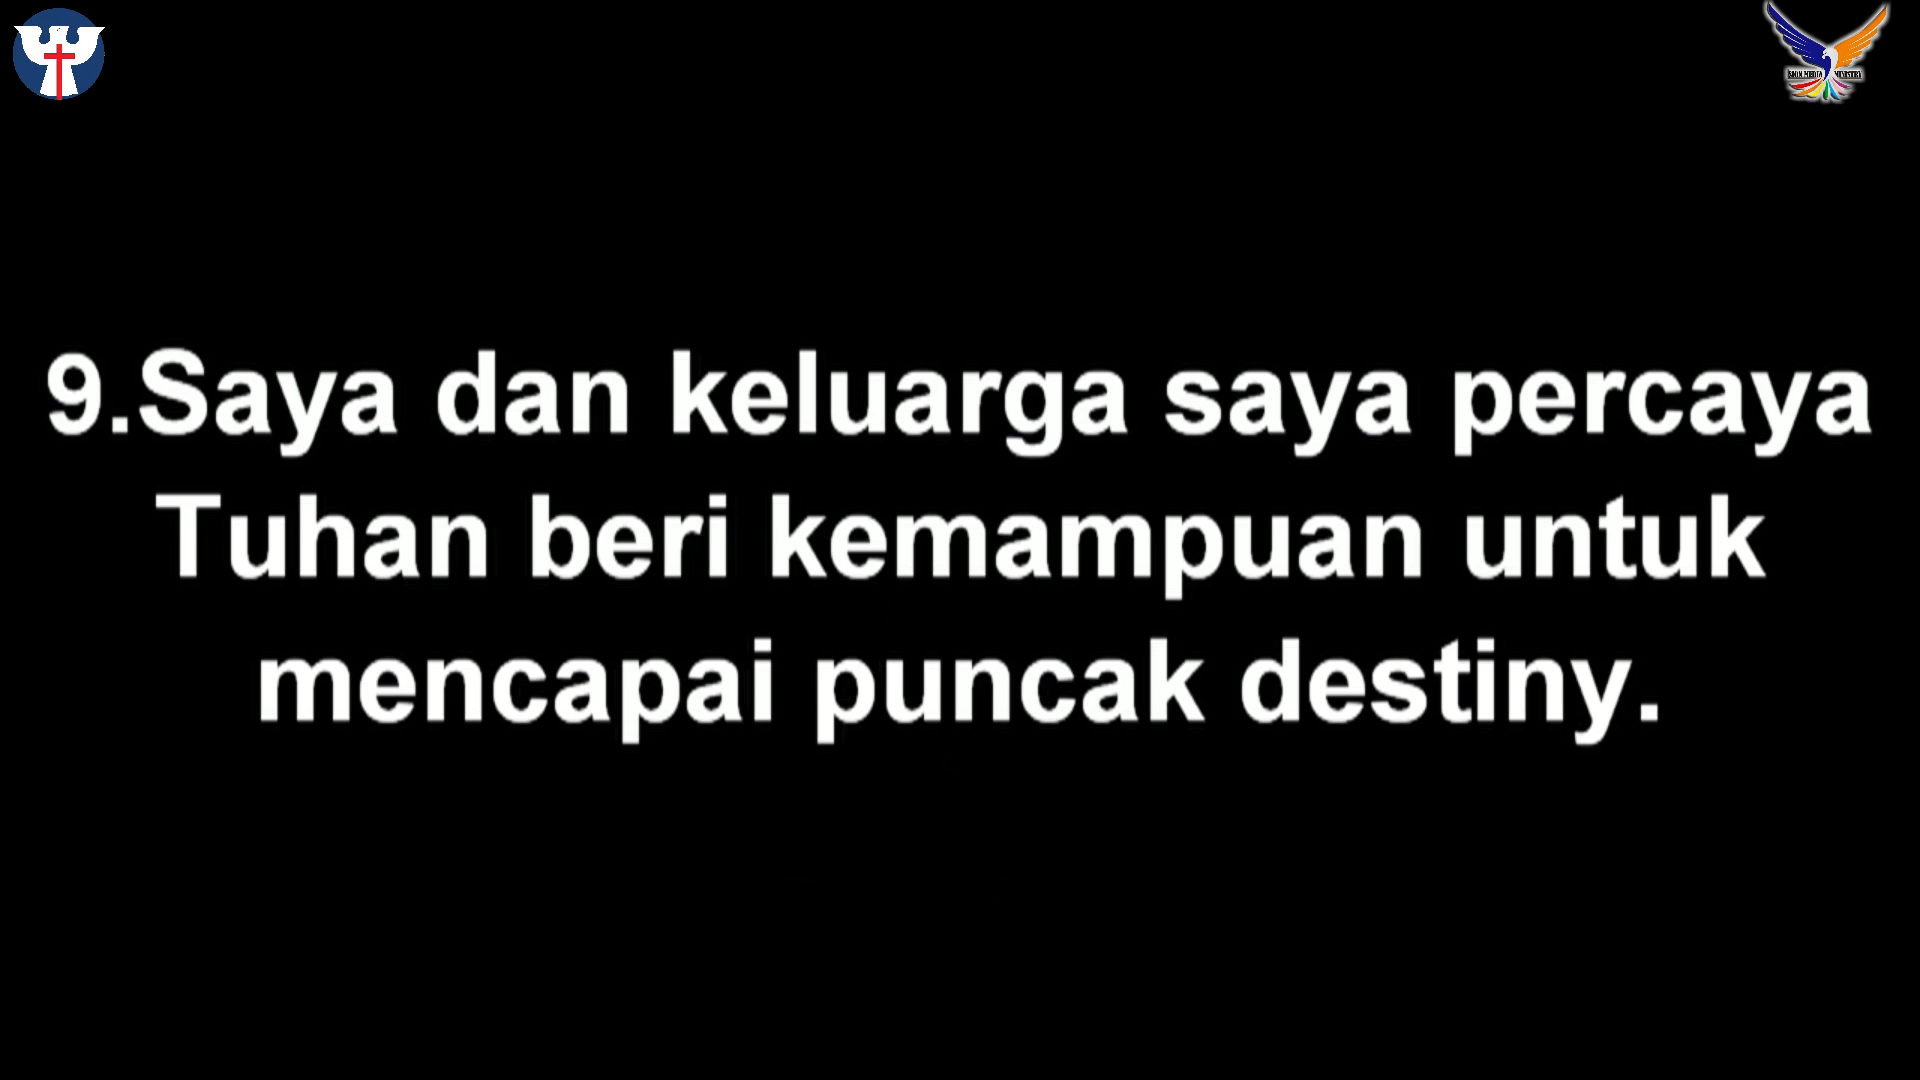 9.Saya dan keluarga saya percaya
Tuhan beri kemampuan untuk
mencapai puncak destiny.